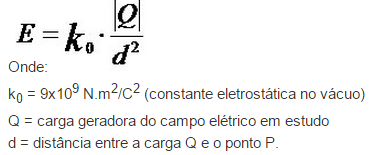 E = k₀ · |Q| / d²
Onde:
k₀ = 9x10⁹ N.m²/C² (constante eletrostática no vácuo)
Q = carga geradora do campo elétrico em estudo
d = distância entre a carga Q e o ponto P.